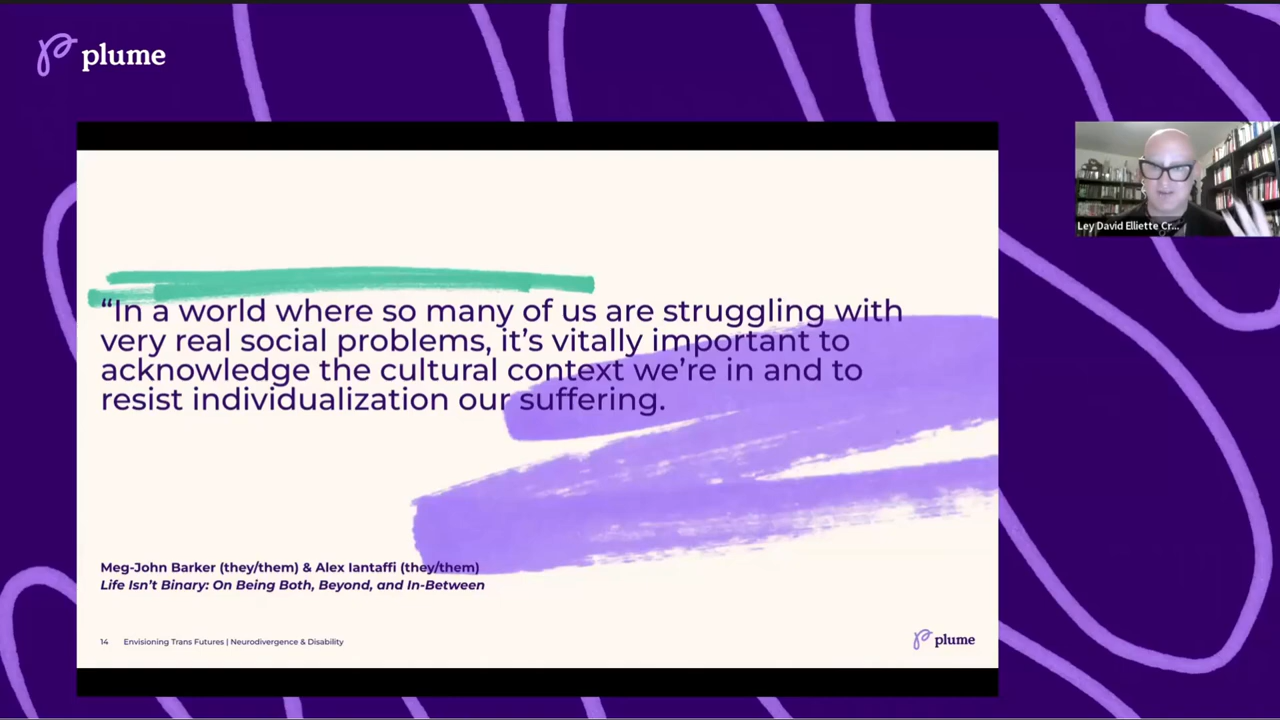 plume
Ley David Elliette Cr...
“In a world where so many of us are struggling with
very real social problems, it’s vitally important to
acknowledge the cultural context we’re in and to
resist individualization our suffering.
Meg-John Barker (they/them) & Alex Iantaffi (they/them)
Life Isn’t Binary: On Being Both, Beyond, and In-Between
14 Envisioning Trans Futures | Neurodivergence & Disability
plume